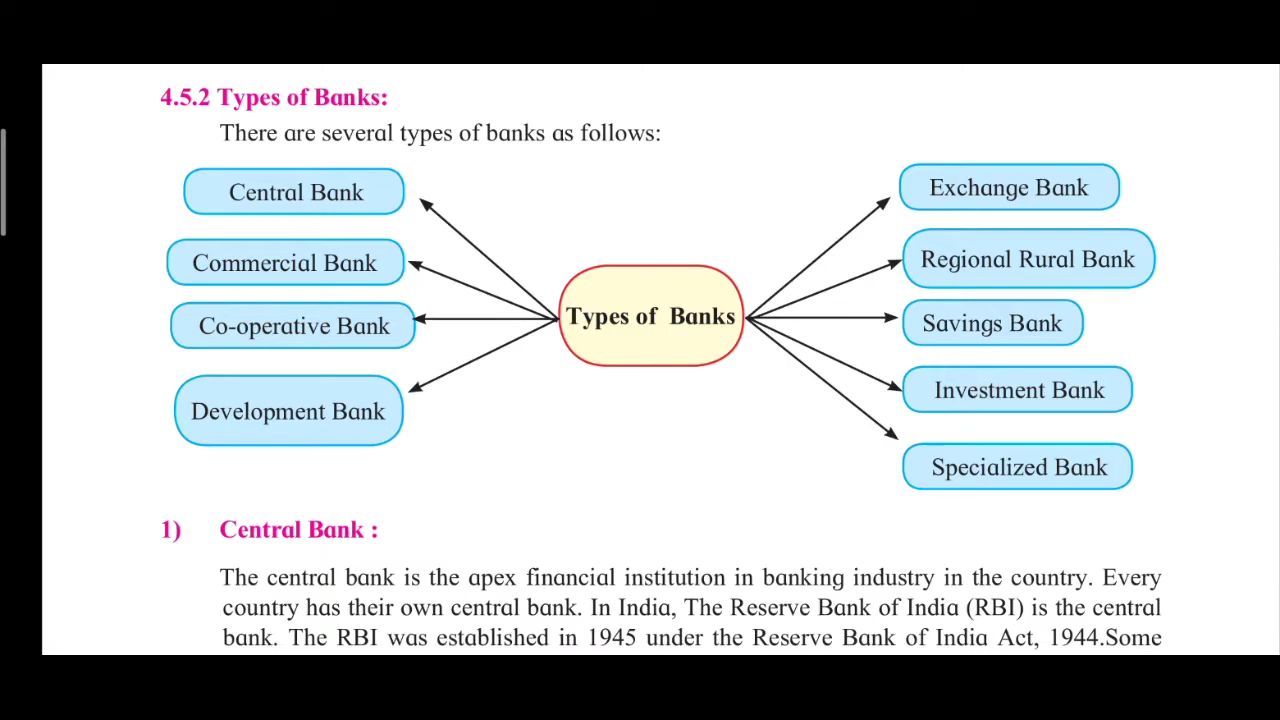 4.5.2 Types of Banks:
There are several types of banks as follows:
Central Bank
Commercial Bank
Co-operative Bank
Development Bank
Types of Banks
Exchange Bank
Regional Rural Bank
Savings Bank
Investment Bank
Specialized Bank
1) Central Bank :
The central bank is the apex financial institution in banking industry in the country. Every
country has their own central bank. In India, The Reserve Bank of India (RBI) is the central
bank. The RBI was established in 1945 under the Reserve Bank of India Act, 1944.Some